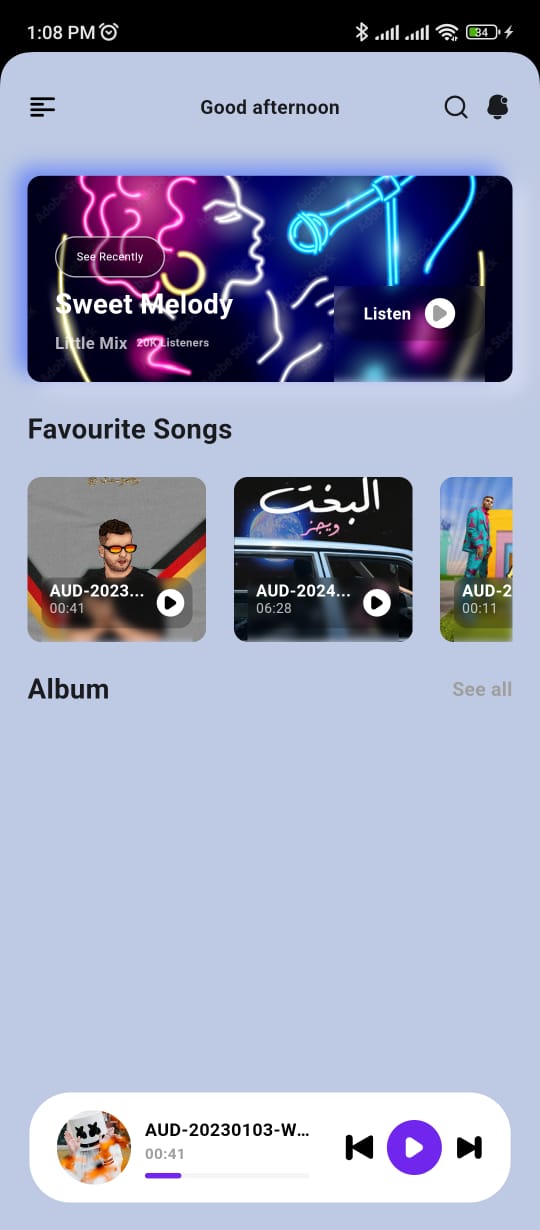 1:08 PM
84
Good afternoon
See Recently
Sweet Melody
Little Mix 20K Listeners
Listen
Adobe Stock
Favourite Songs
البخت
ويجز
AUD-2023...
00:41
AUD-2024...
06:28
AUD-2
00:11
Album
See all
AUD-20230103-W...
00:41